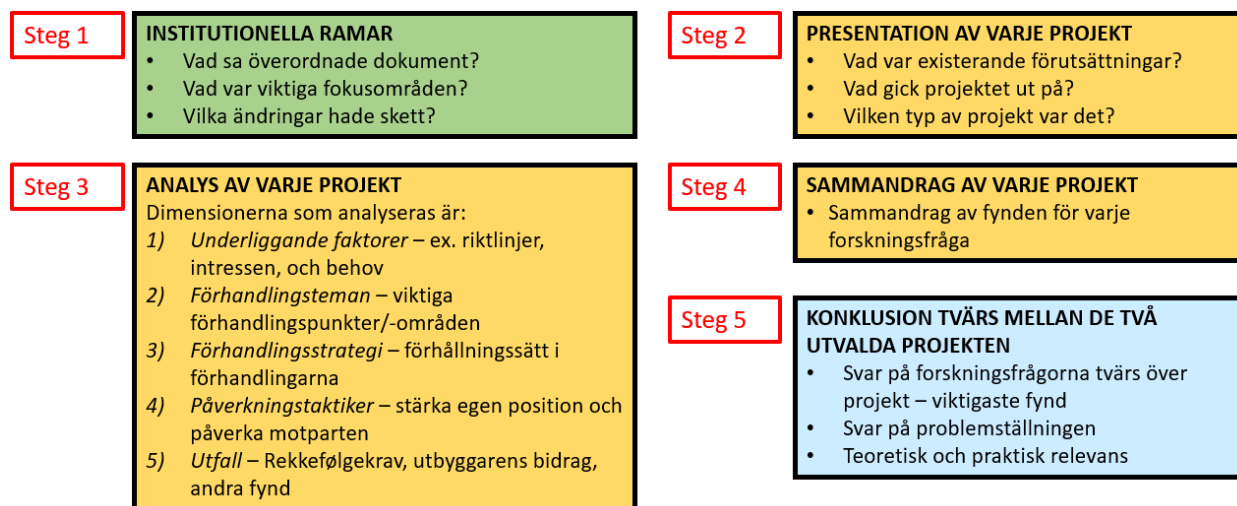 Steg 1
INSTITUTIONELLA RAMAR
• Vad sa överordnade dokument?
• Vad var viktiga fokusområden?
• Vilka ändringar hade skett?
Steg 2
PRESENTATION AV VARJE PROJEKT
• Vad var existerande förutsättningar?
• Vad gick projektet ut på?
• Vilken typ av projekt var det?
Steg 3
ANALYS AV VARJE PROJEKT
Dimensionerna som analyseras är:
1) Underliggande faktorer – ex. riktlinjer,
intressen, och behov
2) Förhandlingsteman – viktiga
förhandlingspunkter/-områden
3) Förhandlingsstrategi – förhållningssätt i
förhandlingarna
4) Påverkningstaktiker – stärka egen position och
påverka motparten
5) Utfall – Rekkefølgekrav, utbyggarens bidrag,
andra fynd
Steg 4
SAMMANDRAG AV VARJE PROJEKT
• Sammandrag av fynden för varje
forskningsfråga
Steg 5
KONKLUSION TVÄRS MELLAN DE TVÅ
UTVALDA PROJEKTEN
• Svar på forskningsfrågorna tvärs över
projekt – viktigaste fynd
• Svar på problemställningen
• Teoretisk och praktisk relevans